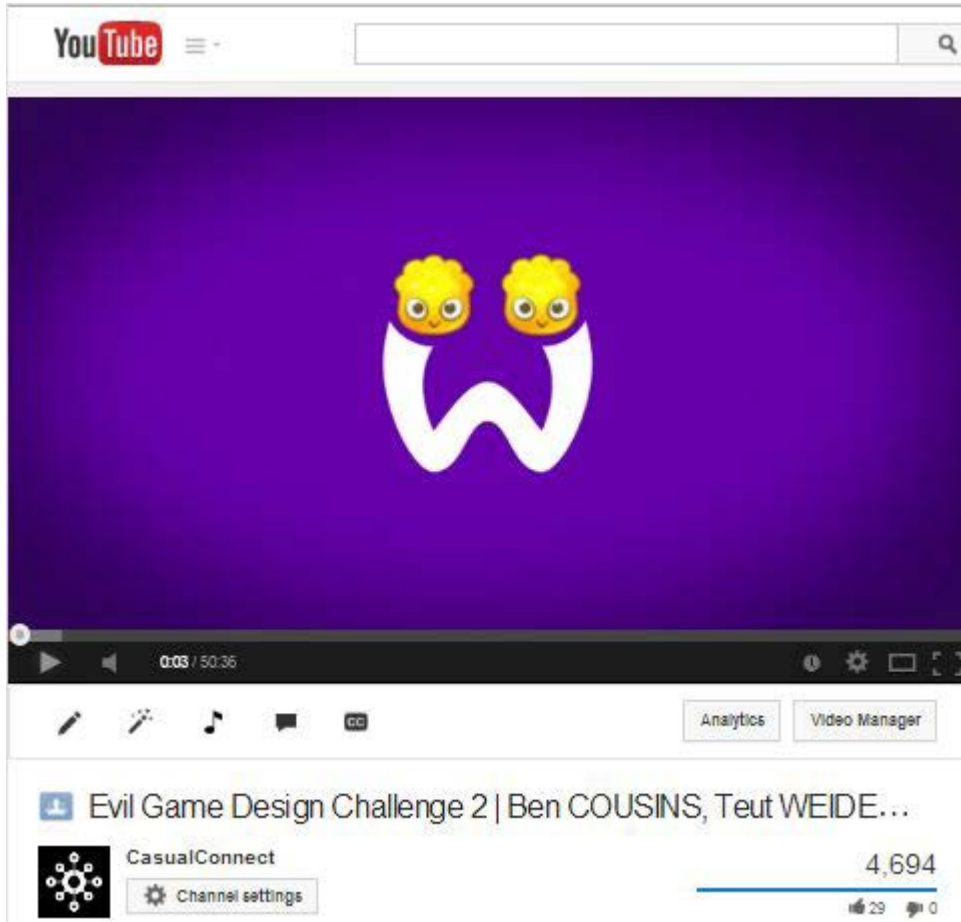 YouTube
0:03 / 50:36
CC
Analytics
Video Manager
Evil Game Design Challenge 2 | Ben COUSINS, Teut WEIDE...
CasualConnect
4,694
Channel settings
29 0